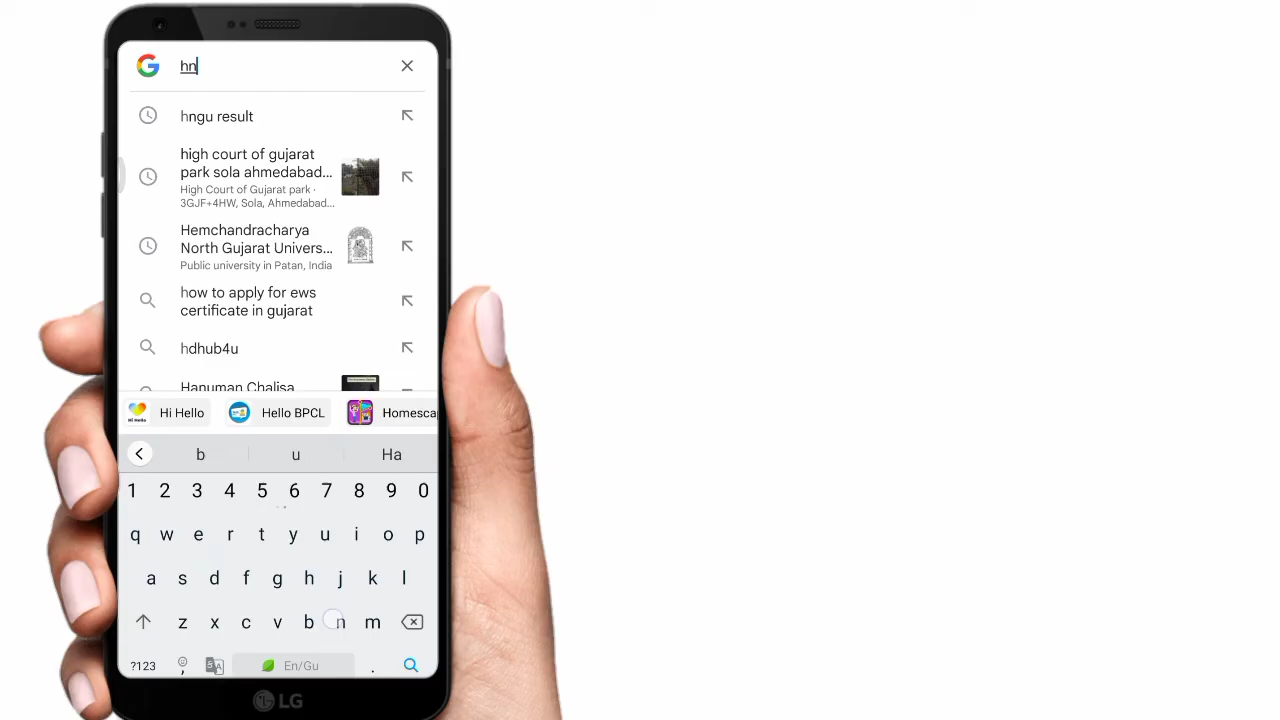 hn
hngu result
high court of gujarat
park sola ahmedabad...
High Court of Gujarat park ·
3GJF+4HW, Sola, Ahmedabad...
Hemchandracharya
North Gujarat Univers...
Public university in Patan, India
how to apply for ews
certificate in gujarat
hdhub4u
Hanuman Chalisa
Hi Hello Hello BPCL Homesca
b u Ha
1 2 3 4 5 6 7 8 9 0
q w e r t y u i o p
a s d f g h j k l
z x c v b n m
?123 , En/Gu .
LG